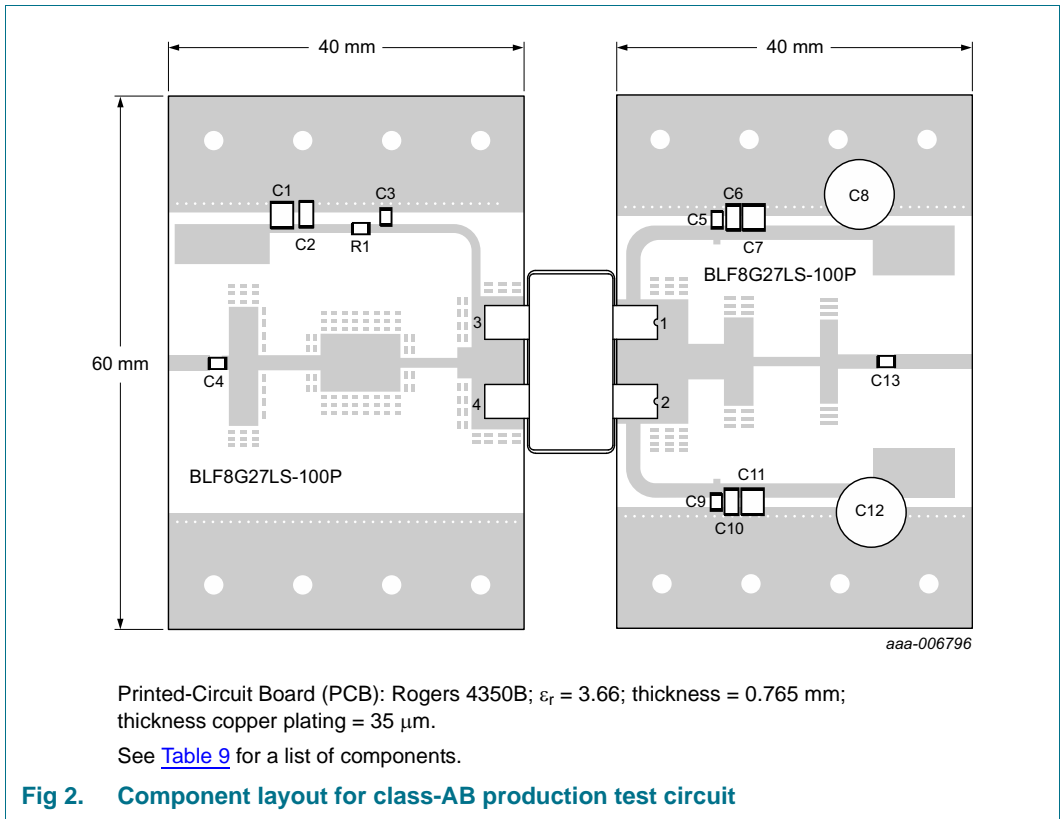 40 mm
40 mm
60 mm
C1
C2
C3
R1
C4
3
4
BLF8G27LS-100P
C5
C6
C7
C8
BLF8G27LS-100P
1
2
C13
C9
C10
C11
C12
aaa-006796
Printed-Circuit Board (PCB): Rogers 4350B; εr = 3.66; thickness = 0.765 mm;
thickness copper plating = 35 μm.
See Table 9 for a list of components.
Fig 2. Component layout for class-AB production test circuit